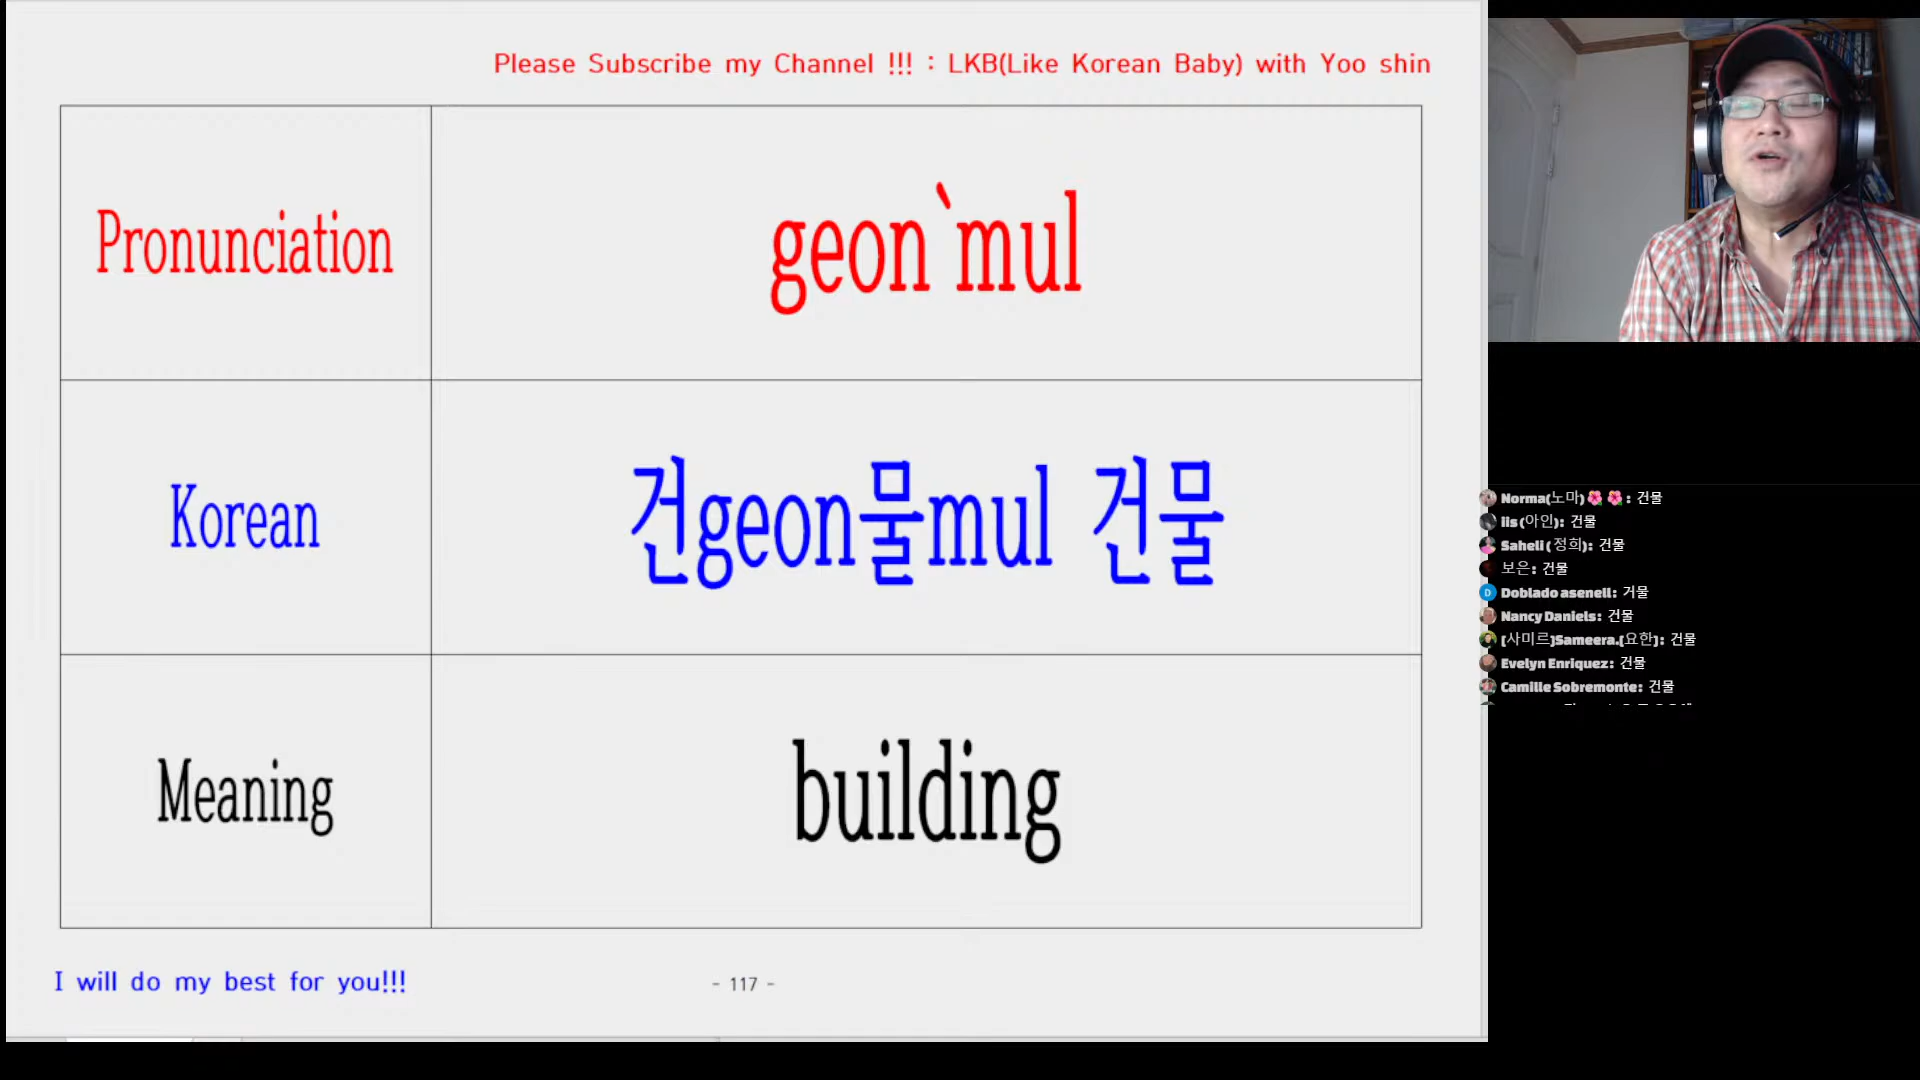 Please Subscribe my Channel !!! : LKB(Like Korean Baby) with Yoo shin
Pronunciation
geon`mul
Korean
건geon물mul 건물
Meaning
building
I will do my best for you!!!
- 117 -
Norma(노마)🌺🌺: 건물
iis(아인): 건물
Saheli(정희): 건물
보은: 건물
D
Doblado asenell: 거물
Nancy Daniels: 건물
[사미르]Sameera.[요한]: 건물
Evelyn Enriquez: 건물
Camille Sobremonte: 건물